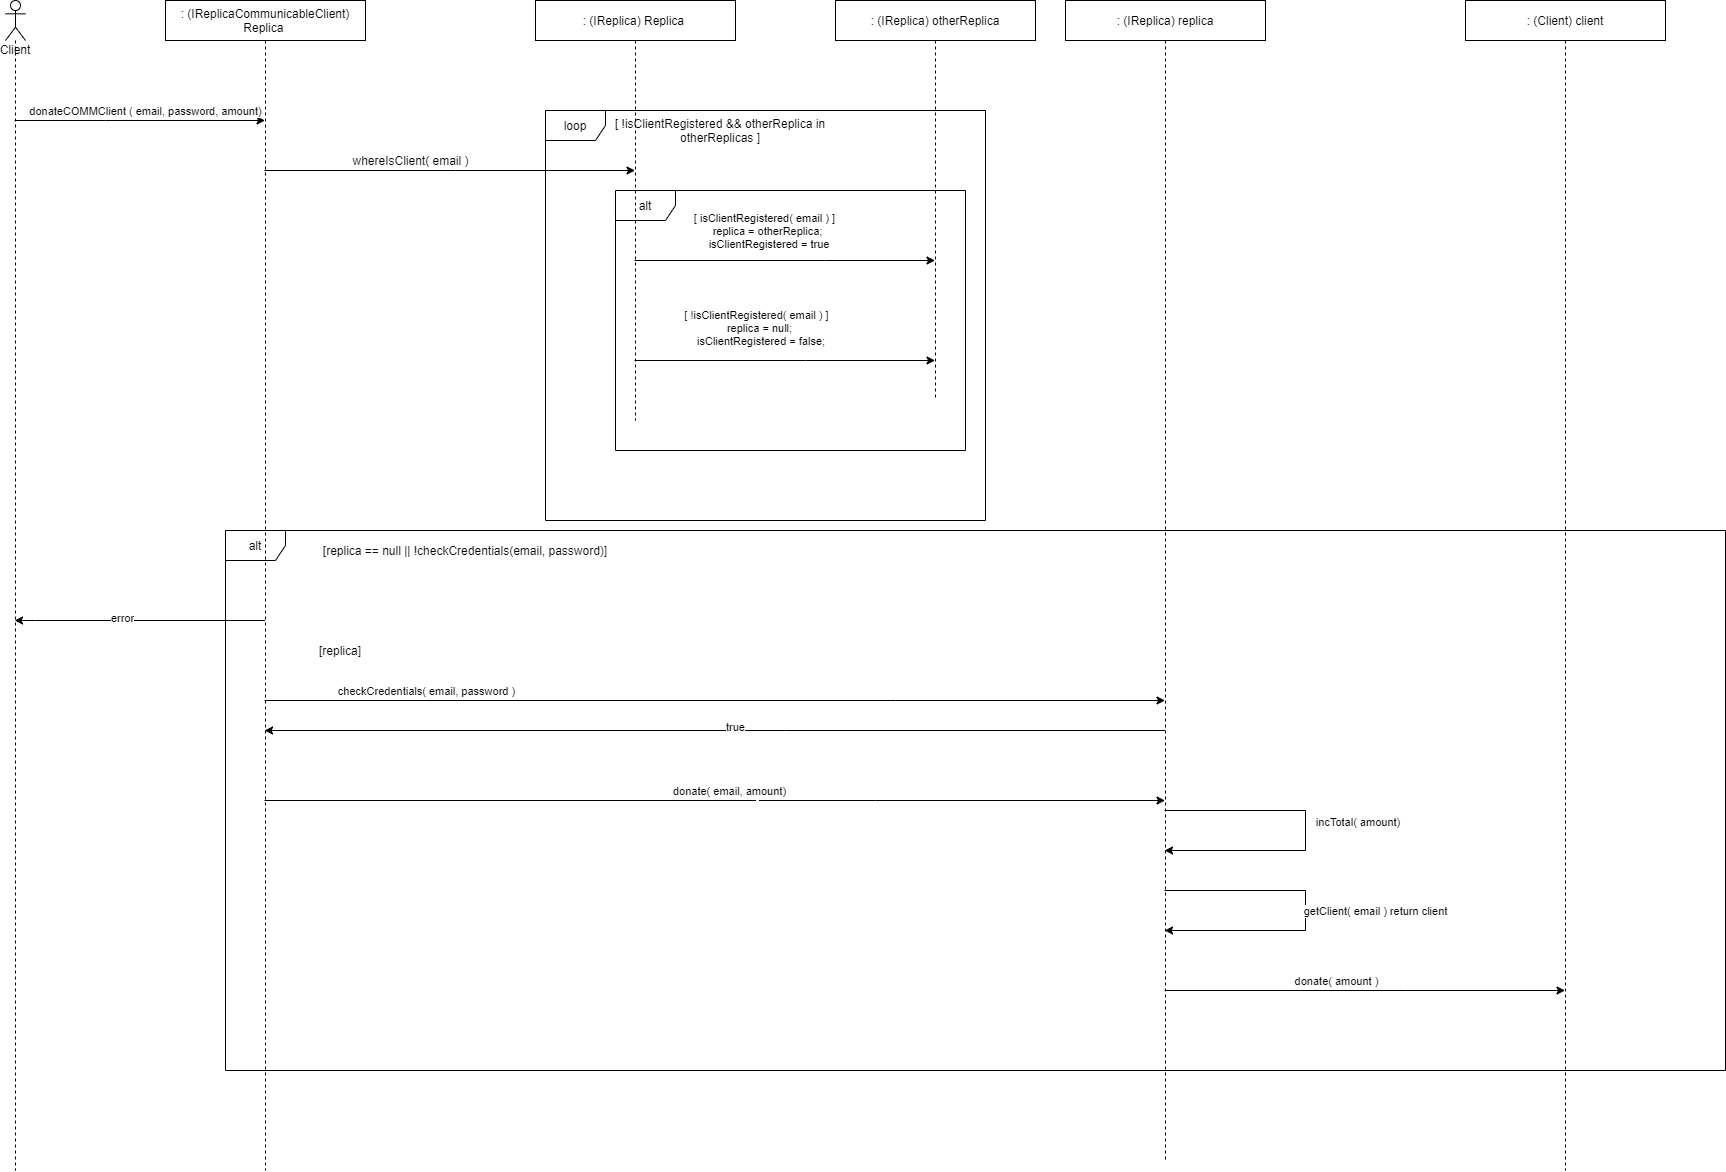 : (IReplicaCommunicableClient)
Replica
: (IReplica) Replica
: (IReplica) otherReplica
: (IReplica) replica
: (Client) client
Client
donateCOMMClient ( email, password, amount)
loop
[ !isClientRegistered && otherReplica in
otherReplicas ]
whereIsClient( email )
alt
[ isClientRegistered( email ) ]
replica = otherReplica;
isClientRegistered = true
[ !isClientRegistered( email ) ]
replica = null;
isClientRegistered = false;
alt
[replica == null || !checkCredentials(email, password)]
error
[replica]
checkCredentials( email, password )
true
donate( email, amount)
incTotal( amount)
getClient( email ) return client
donate( amount )